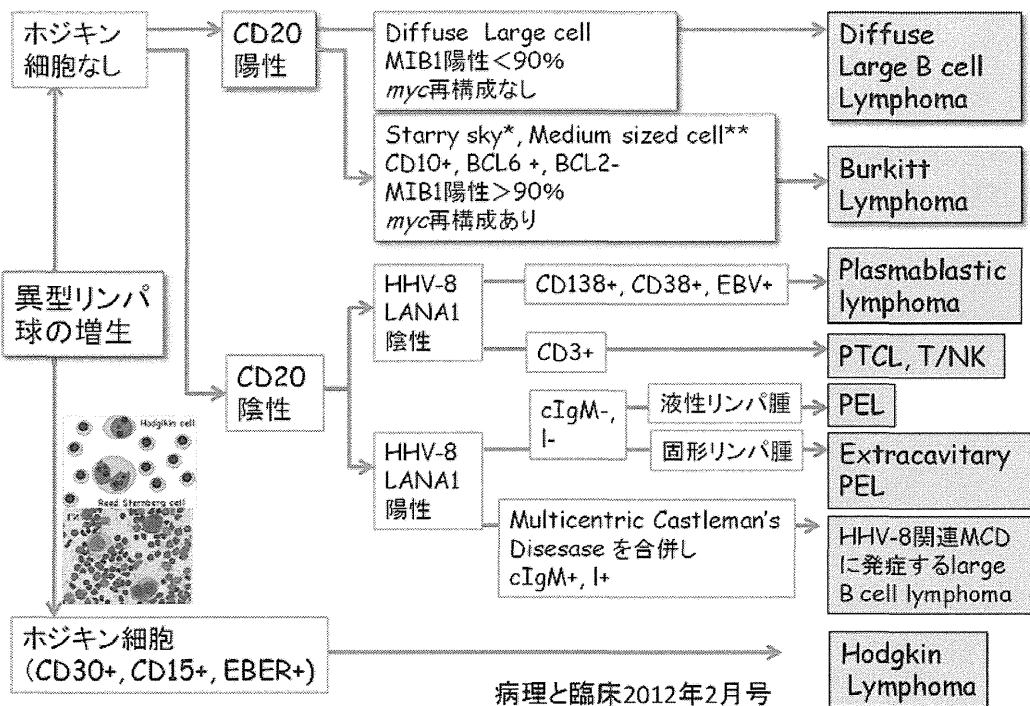 ホジキン
細胞なし
CD20
陽性
Diffuse Large cell
MIB1陽性<90%
myc再構成なし
Diffuse
Large B cell
Lymphoma
Starry sky*, Medium sized cell**
CD10+, BCL6 +, BCL2-
MIB1陽性>90%
myc再構成あり
Burkitt
Lymphoma
異型リンパ
球の増生
CD20
陰性
HHV-8
LANA1
陰性
CD138+, CD38+, EBV+
Plasmablastic
lymphoma
CD3+
PTCL, T/NK
HHV-8
LANA1
陽性
cIgM-,
l-
液性リンパ腫
PEL
固形リンパ腫
Extracavitary
PEL
Multicentric Castleman's
Disesase を合併し
cIgM+, l+
HHV-8関連MCD
に発症するlarge
B cell lymphoma
Hodgikin cell
Reed Sternberg cell
ホジキン細胞
(CD30+, CD15+, EBER+)
Hodgkin
Lymphoma
病理と臨床2012年2月号